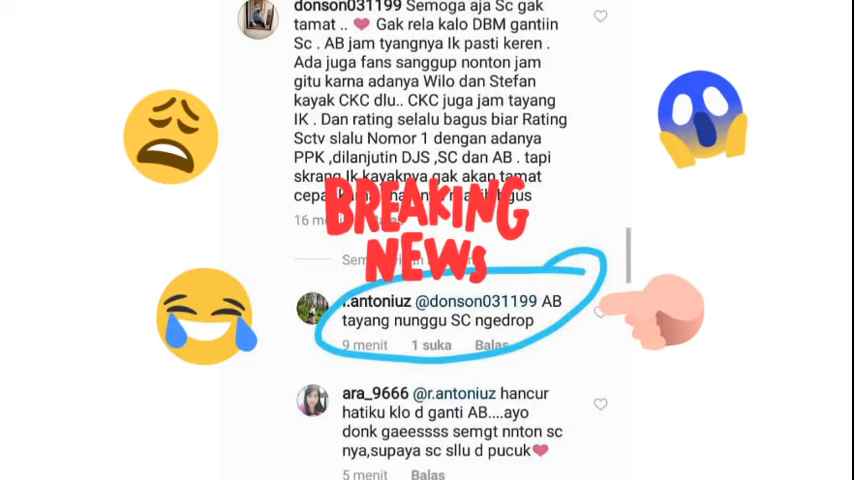 donson031199 Semoga aja Sc gak
tamat .. ❤ Gak rela kalo DBM gantiin
Sc . AB jam tyangnya Ik pasti keren .
Ada juga fans sanggup nonton jam
gitu karna adanya Wilo dan Stefan
kayak CKC dlu.. CKC juga jam tayang
IK . Dan rating selalu bagus biar Rating
Sctv slalu Nomor 1 dengan adanya
PPK ,dilanjutin DJS ,SC dan AB . tapi
skrang Ik kayaknya gak akan tamat
bagus
16
BREAKING
NEWS
r.antoniuz @donson031199 AB
tayang nunggu SC ngedrop
9 menit 1 suka Balas
ara_9666 @r.antoniuz hancur
hatiku klo d ganti AB....ayo
donk gaeessss semgt nnton sc
nya,supaya sc sllu d pucuk❤
5 menit Balas